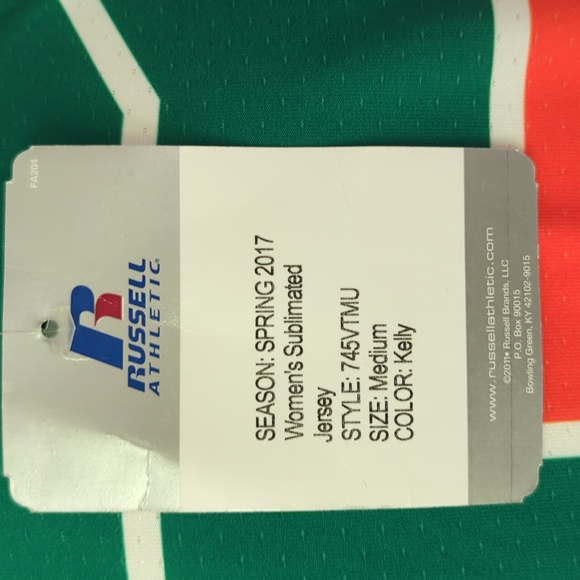 FA204
RUSSELL
ATHLETIC®
SEASON: SPRING 2017
Women's Sublimated
Jersey
STYLE: 745VTMU
SIZE: Medium
COLOR: Kelly
www.russellathletic.com
©2011• Russell Brands, LLC
P.O. Box 90015
Bowling Green, KY 42102-9015